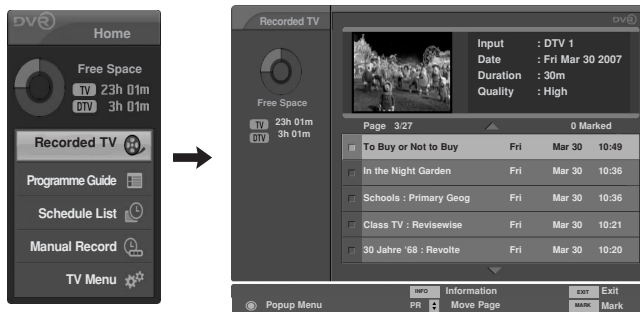 DVR
Home
Free Space
TV 23h 01m
DTV 3h 01m
Recorded TV
Programme Guide
Schedule List
Manual Record
TV Menu
Recorded TV
DVR
Free Space
TV 23h 01m
DTV 3h 01m
Input : DTV 1
Date : Fri Mar 30 2007
Duration : 30m
Quality : High
Page 3/27 0 Marked
To Buy or Not to Buy Fri Mar 30 10:49
In the Night Garden Fri Mar 30 10:36
Schools : Primary Geog Fri Mar 30 10:36
Class TV : Revisewise Fri Mar 30 10:21
30 Jahre '68 : Revolte Fri Mar 30 10:20
INFO Information EXIT Exit
Popup Menu PR Move Page MARK Mark